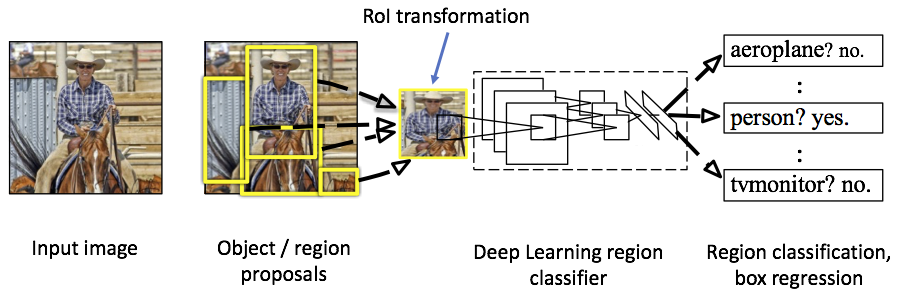 RoI transformation
aeroplane? no.
:
person? yes.
:
tvmonitor? no.
Input image
Object / region
proposals
Deep Learning region
classifier
Region classification,
box regression